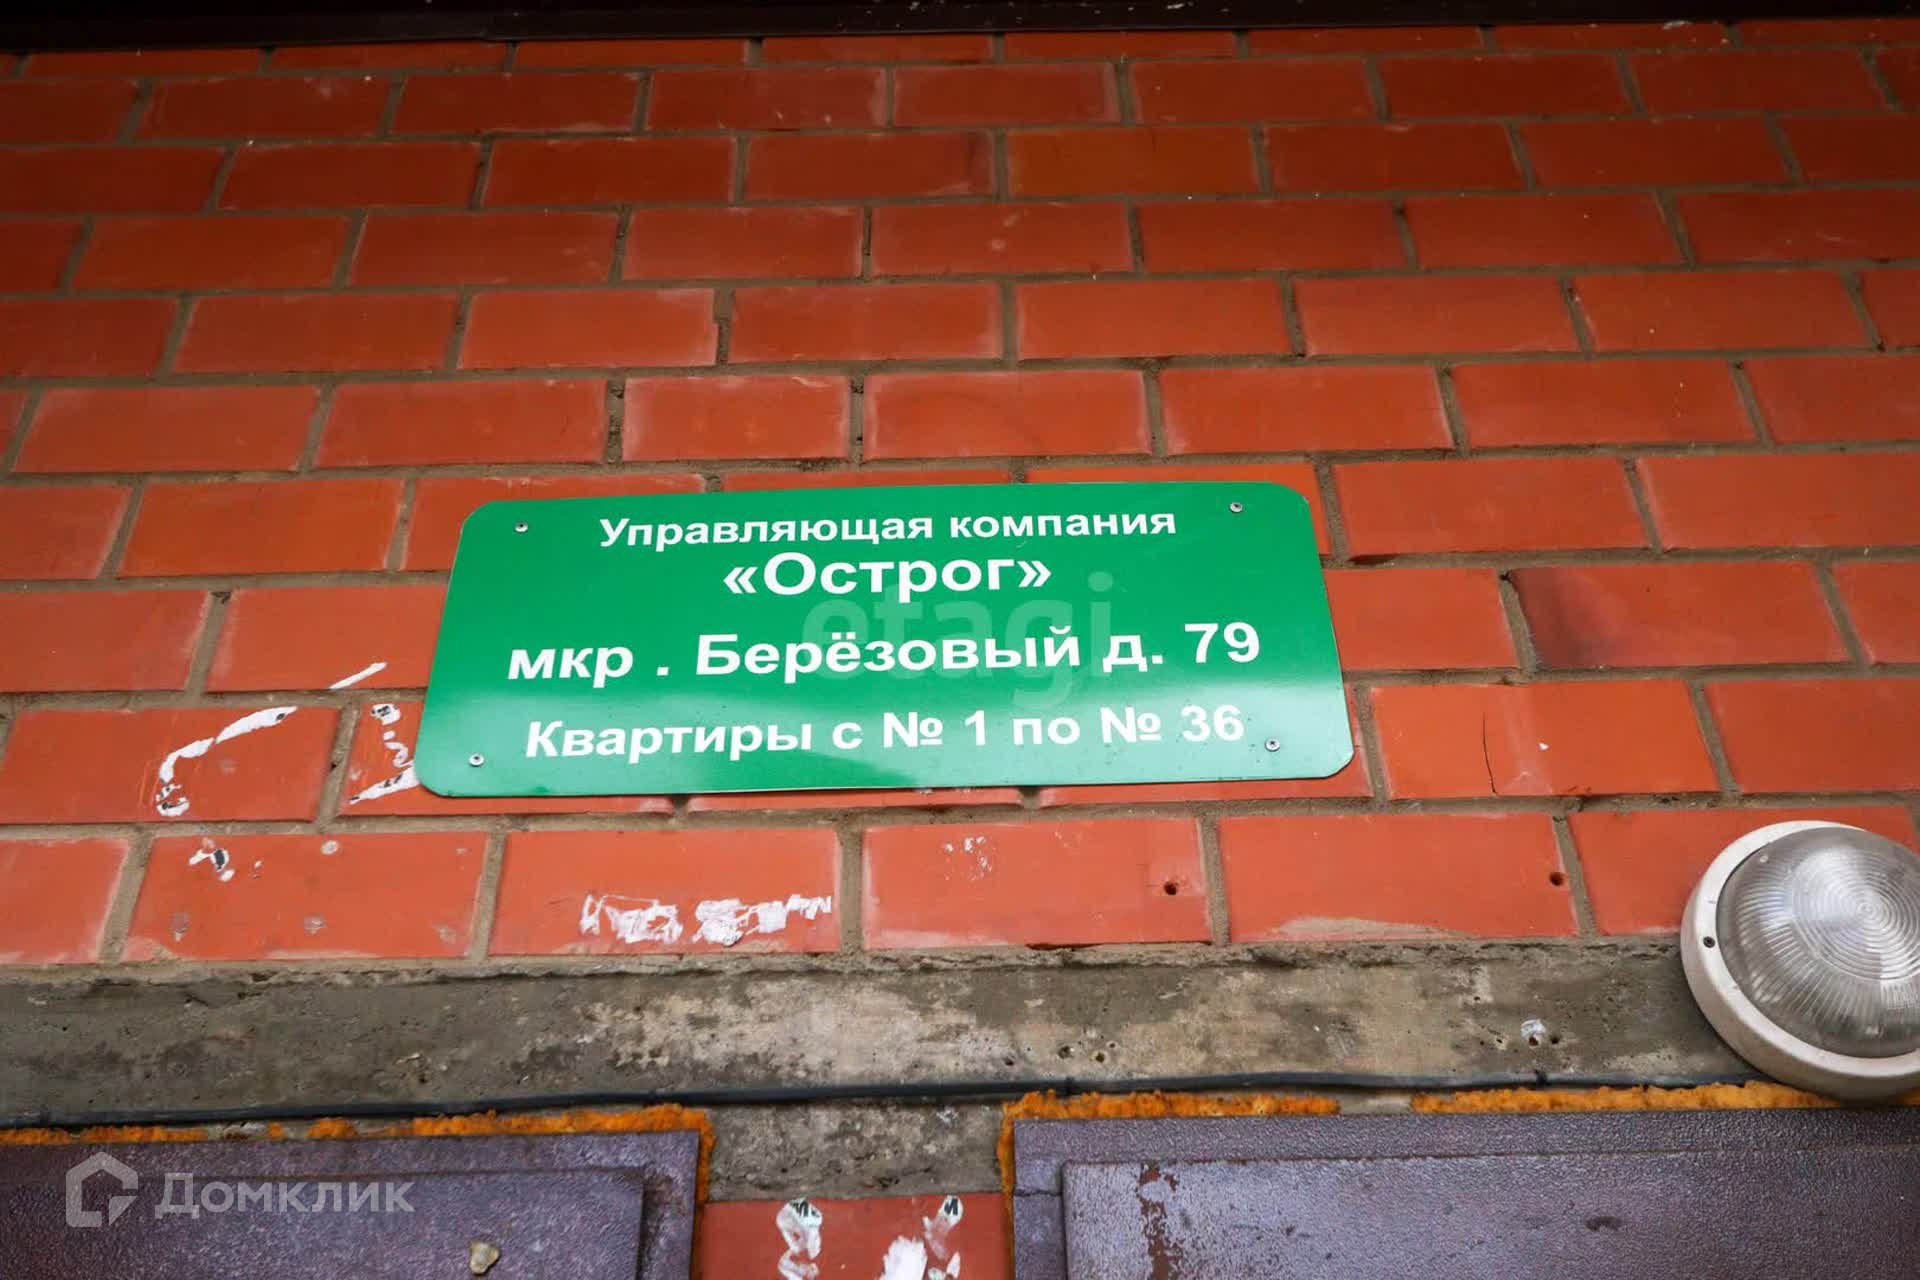 Управляющая компания
«Острог»
мкр . Берёзовый д. 79
Квартиры с № 1 по № 36
etagi
Домклик